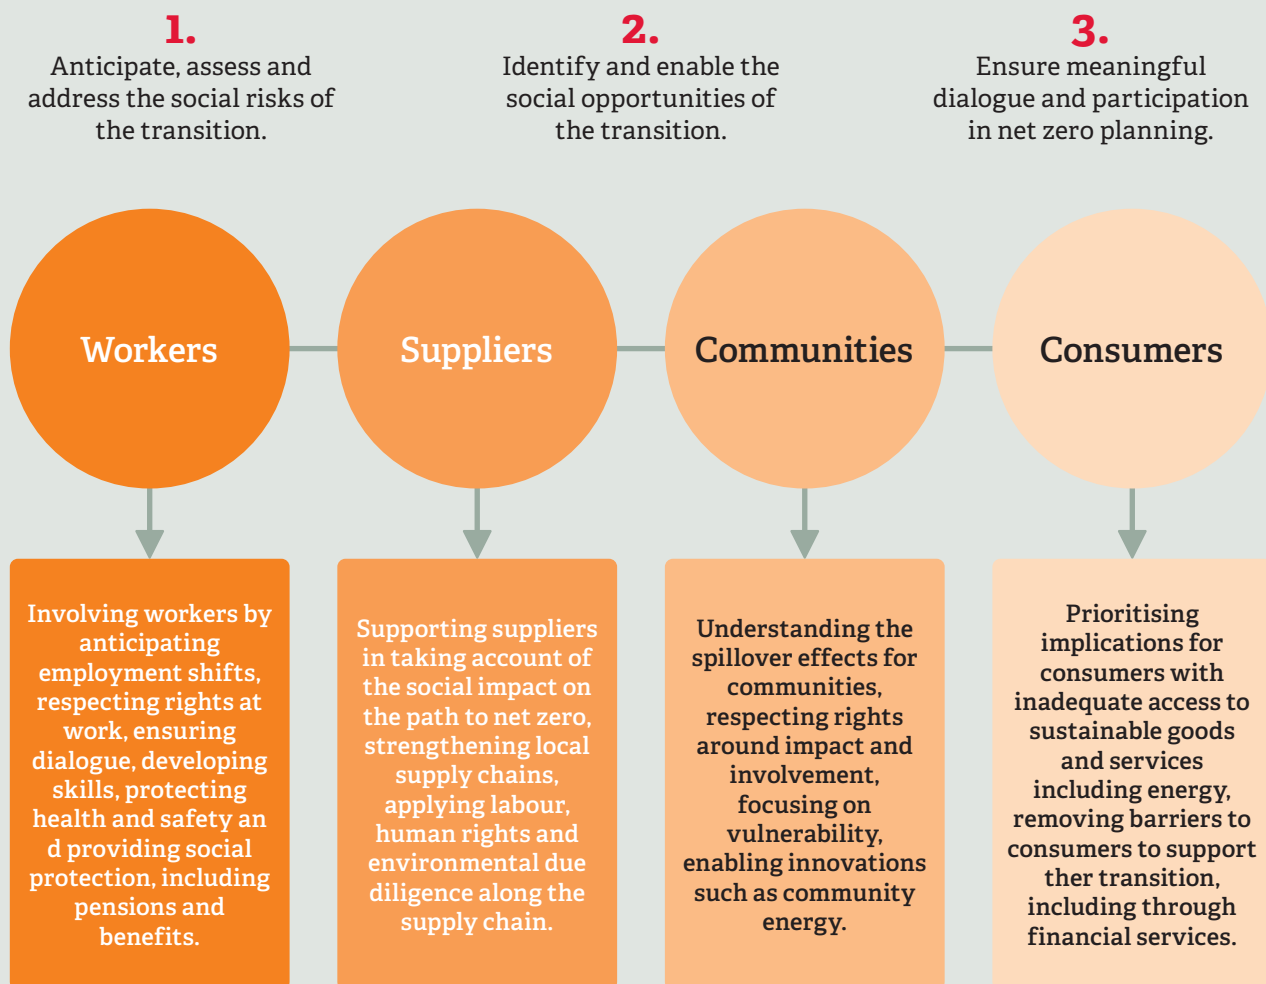 1.
Anticipate, assess and
address the social risks of
the transition.
2.
Identify and enable the
social opportunities of
the transition.
3.
Ensure meaningful
dialogue and participation
in net zero planning.
Workers
Suppliers
Communities
Consumers
Involving workers by
anticipating
employment shifts,
respecting rights at
work, ensuring
dialogue, developing
skills, protecting
health and safety an
d providing social
protection, including
pensions and
benefits.
Supporting suppliers
in taking account of
the social impact on
the path to net zero,
strengthening local
supply chains,
applying labour,
human rights and
environmental due
diligence along the
supply chain.
Understanding the
spillover effects for
communities,
respecting rights
around impact and
involvement,
focusing on
vulnerability,
enabling innovations
such as community
energy.
Prioritising
implications for
consumers with
inadequate access to
sustainable goods
and services
including energy,
removing barriers to
consumers to support
ther transition,
including through
financial services.